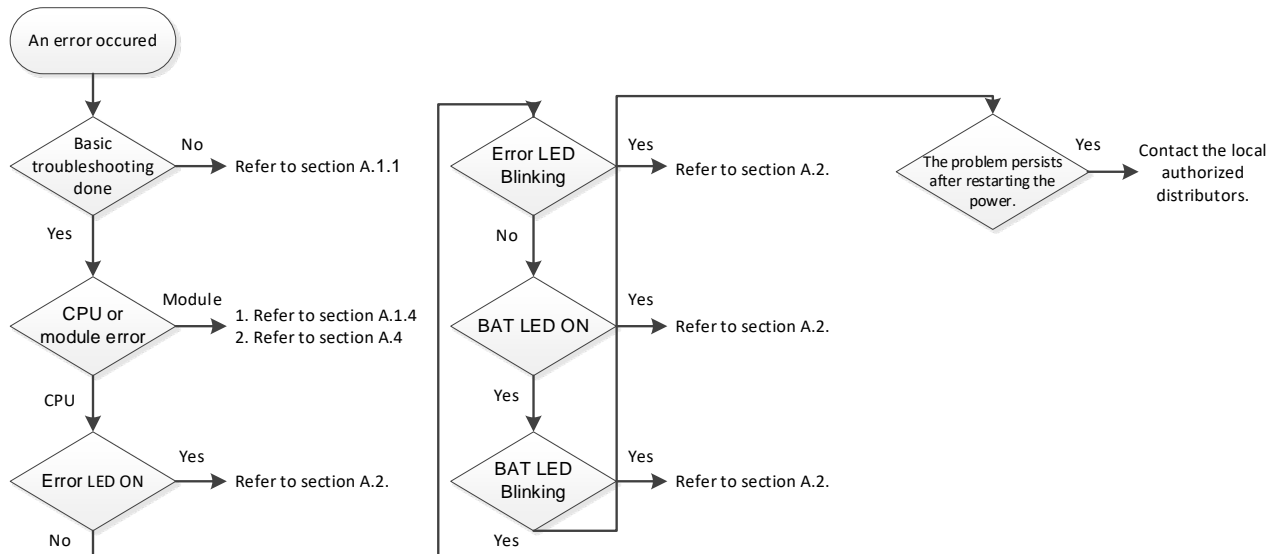 An error occured
Basic
troubleshooting
done
No
Refer to section A.1.1
Yes
CPU or
module error
Module
1. Refer to section A.1.4
2. Refer to section A.4
CPU
Error LED ON
Yes
Refer to section A.2.
No
Error LED
Blinking
Yes
Refer to section A.2.
No
BAT LED ON
Yes
Refer to section A.2.
Yes
BAT LED
Blinking
Yes
Refer to section A.2.
Yes
The problem persists
after restarting the
power.
Yes
Contact the local
authorized
distributors.